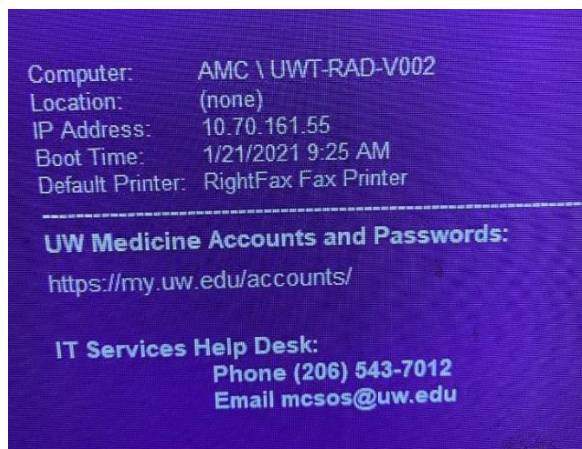 Computer: AMC \ UWT-RAD-V002
Location: (none)
IP Address: 10.70.161.55
Boot Time: 1/21/2021 9:25 AM
Default Printer: RightFax Fax Printer
UW Medicine Accounts and Passwords:
https://my.uw.edu/accounts/
IT Services Help Desk:
Phone (206) 543-7012
Email mcsos@uw.edu